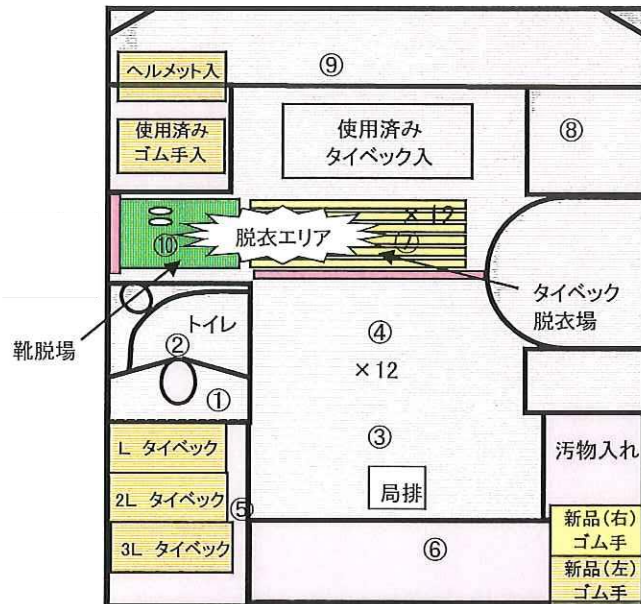 ⑨
ヘルメット入
使用済み
ゴム手入
使用済み
タイベック入
⑧
×12
⑩
脱衣エリア
⑦
タイベック
脱衣場
靴脱場
トイレ
②
①
④
×12
③
局排
L タイベック
2L タイベック
3L タイベック
⑤
⑥
汚物入れ
新品(右)
ゴム手
新品(左)
ゴム手